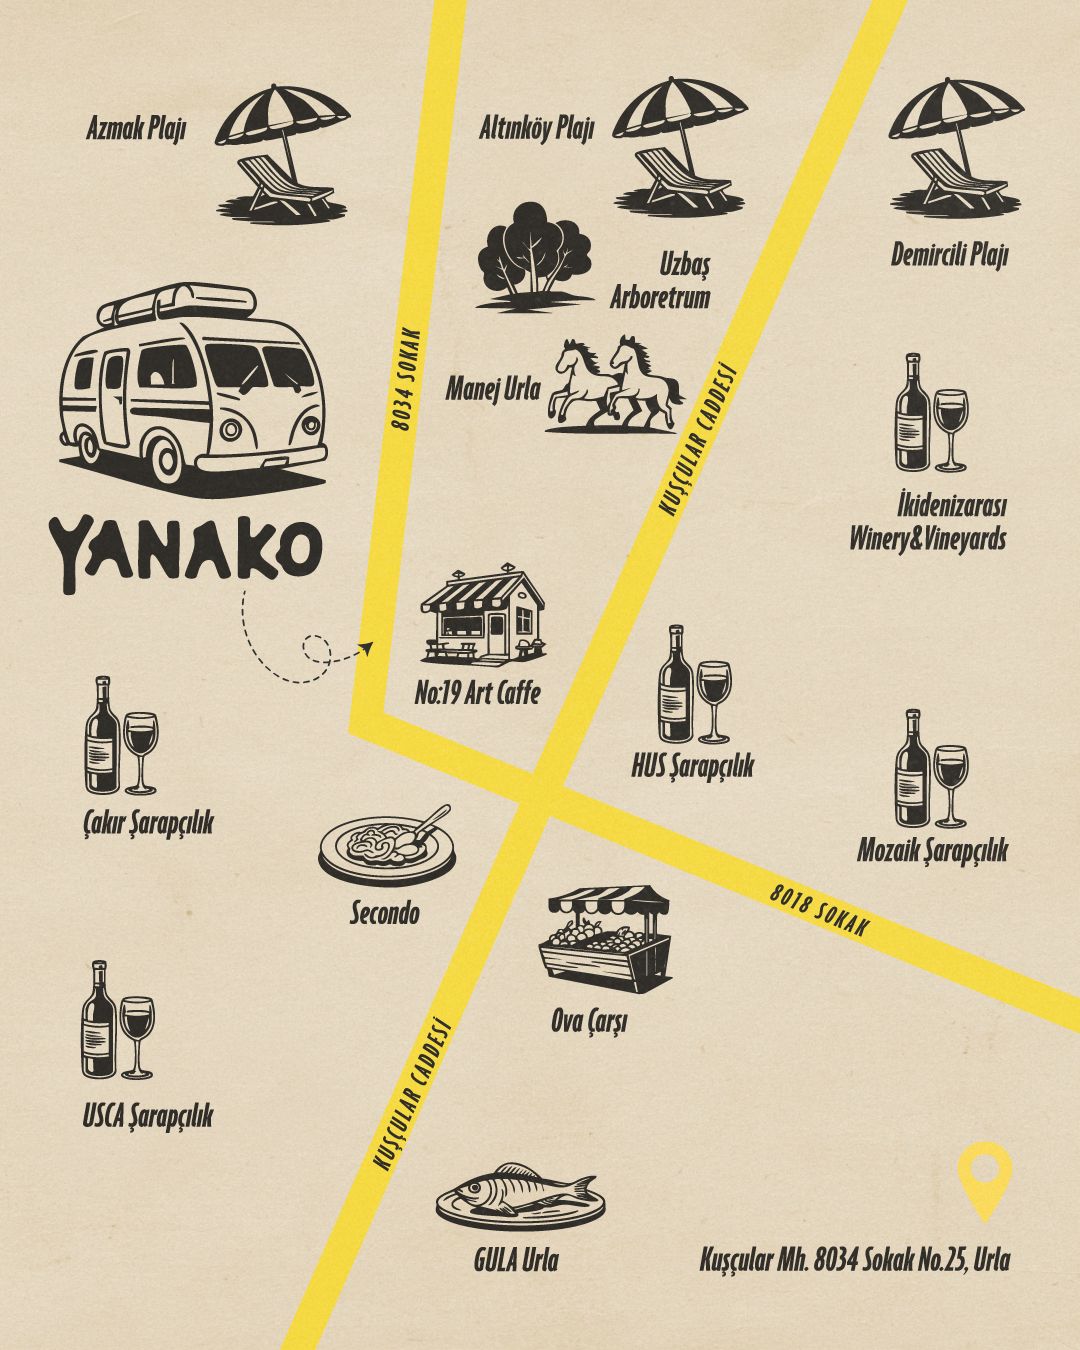 Azmak Plajı
Altınköy Plajı
Demircili Plajı
Uzbaş
Arboretrum
8034 SOKAK
Manej Urla
KUŞÇULAR CADDESİ
İkidenizarası
Winery&Vineyards
YANAKO
No:19 Art Caffe
HUS Şarapçılık
Çakır Şarapçılık
Mozaik Şarapçılık
Secondo
8018 SOKAK
Ova Çarşı
KUŞÇULAR CADDESİ
USCA Şarapçılık
GULA Urla
Kuşçular Mh. 8034 Sokak No.25, Urla